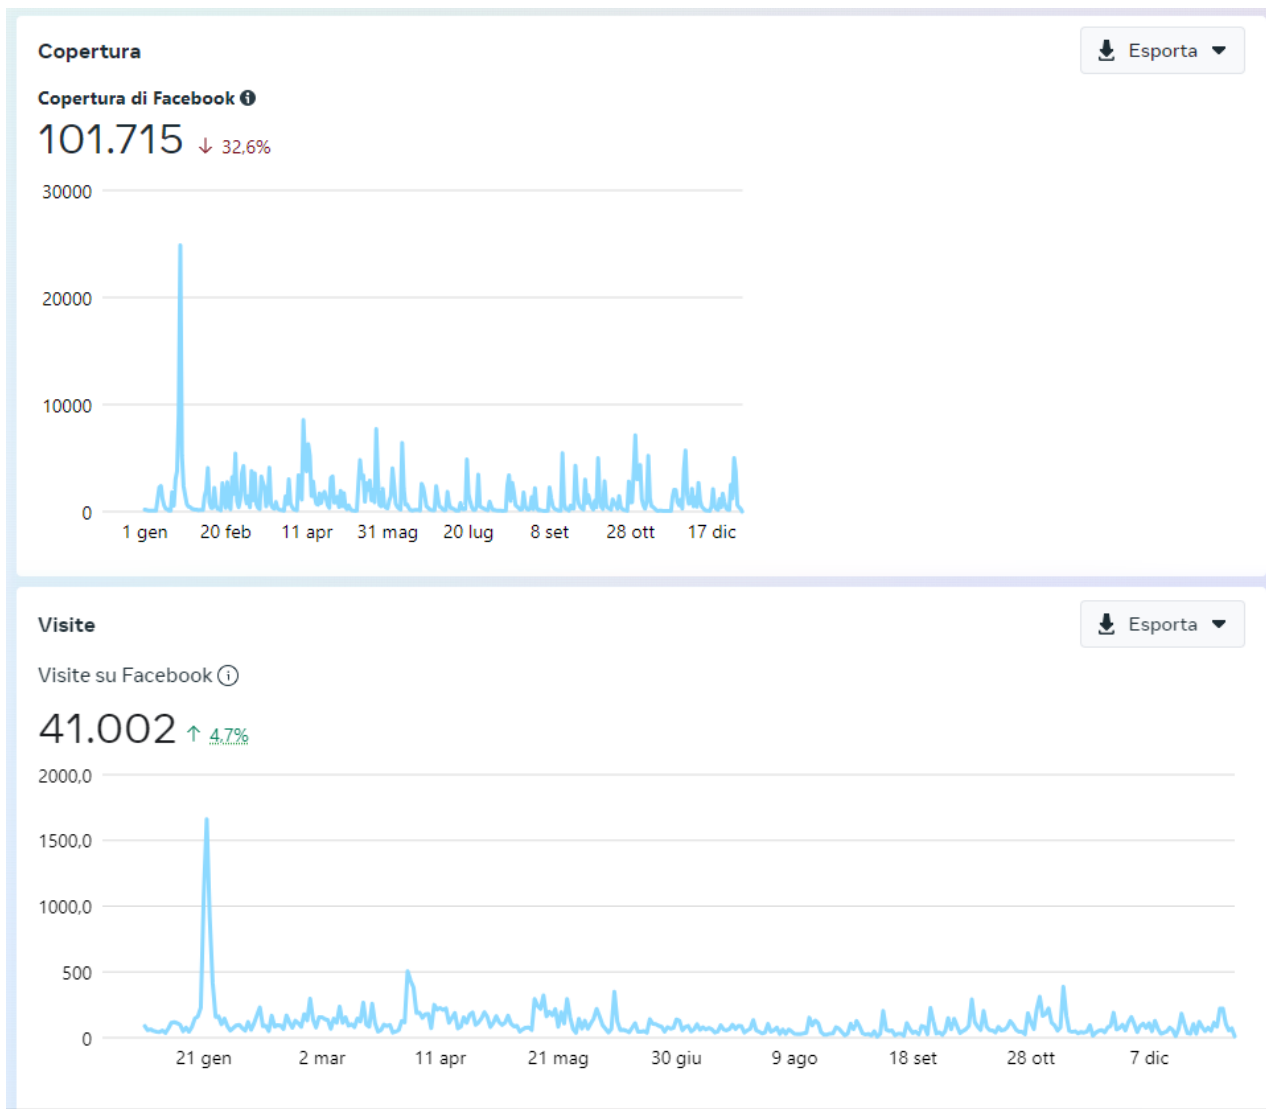 Copertura
Esporta
Copertura di Facebook
101.715 ↓ 32,6%
30000
20000
10000
0
1 gen 20 feb 11 apr 31 mag 20 lug 8 set 28 ott 17 dic
Visite
Esporta
Visite su Facebook
41.002 ↑ 4,7%
2000,0
1500,0
1000,0
500
0
21 gen 2 mar 11 apr 21 mag 30 giu 9 ago 18 set 28 ott 7 dic